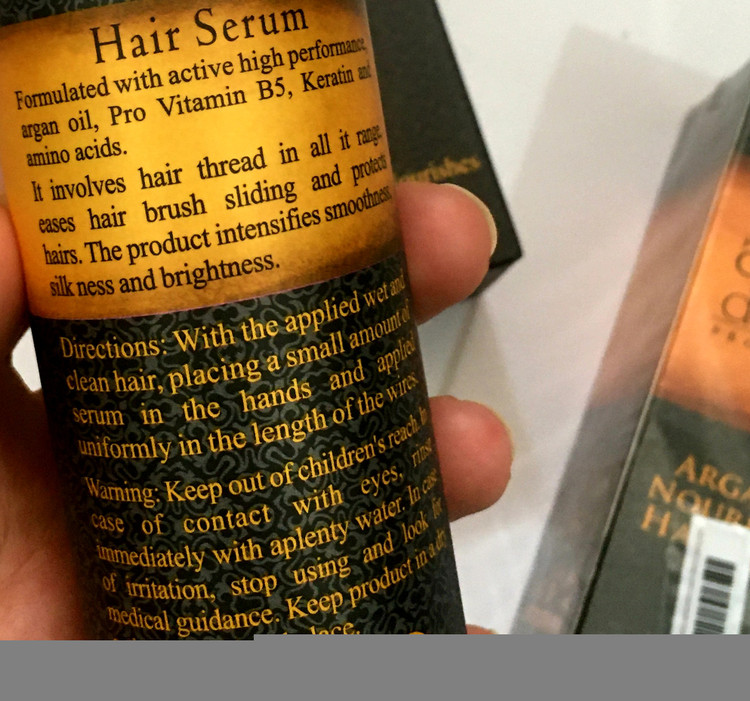 Hair Serum
Formulated with active high performance,
argan oil, Pro Vitamin B5, Keratin and
amino acids.
It involves hair thread in all it range,
eases hair brush sliding and protects
hairs. The product intensifies smoothness,
silk ness and brightness.
Directions: With the applied wet and
clean hair, placing a small amount of
serum in the hands and applied
uniformly in the length of the wires.
Warning: Keep out of children's reach. In
case of contact with eyes, rinse
immediately with aplenty water. In case
of irritation, stop using and look for
medical guidance. Keep product in a dry